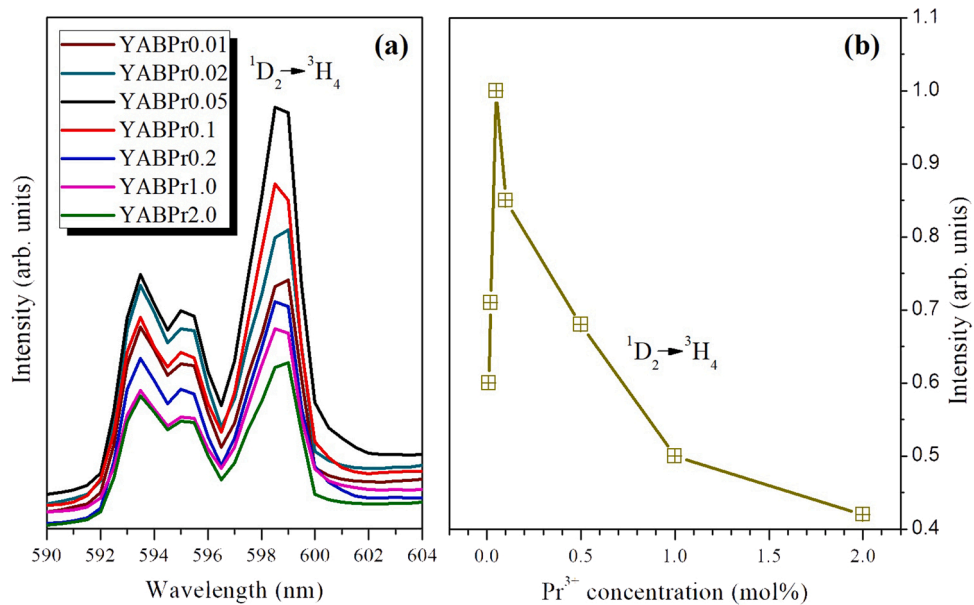 (a)
YABPr0.01
YABPr0.02
YABPr0.05
YABPr0.1
YABPr0.2
YABPr1.0
YABPr2.0
¹D₂→³H₄
Intensity (arb. units)
590 592 594 596 598 600 602 604
Wavelength (nm)
(b)
¹D₂→³H₄
1.1
1.0
0.9
0.8
0.7
0.6
0.5
0.4
Intensity (arb. units)
0.0 0.5 1.0 1.5 2.0
Pr³⁺ concentration (mol%)